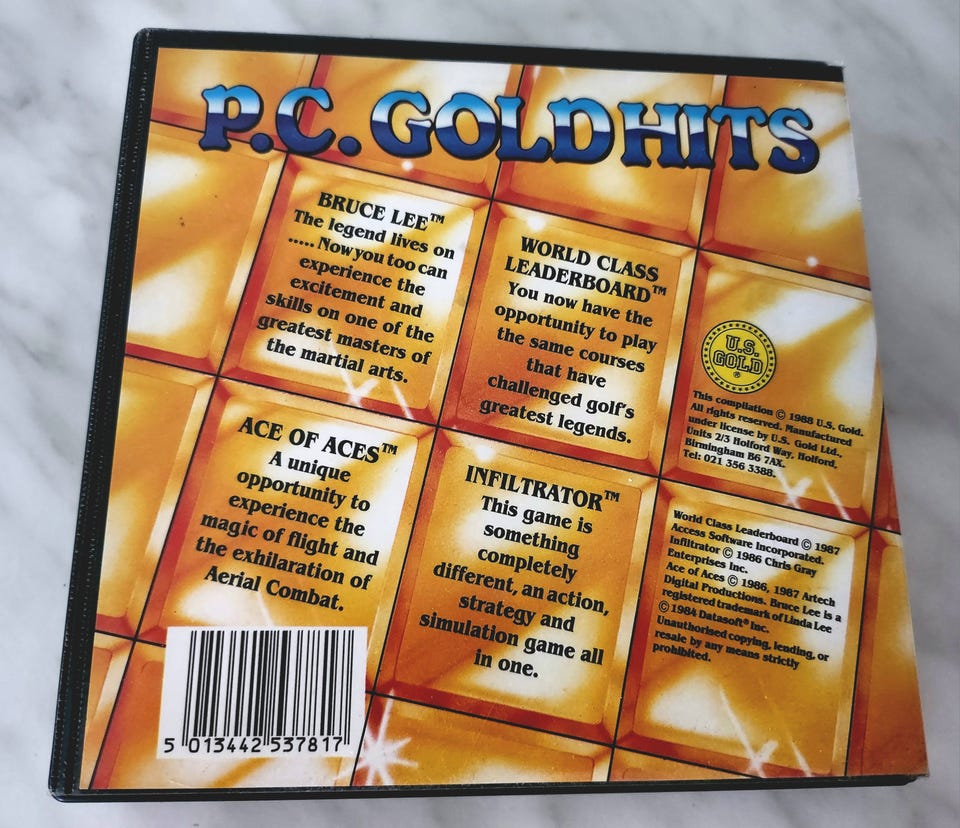 P.C. GOLD HITS
BRUCE LEE™
The legend lives on
..... Now you too can
experience the
excitement and
skills on one of the
greatest masters of
the martial arts.
WORLD CLASS
LEADERBOARD™
You now have the
opportunity to play
the same courses
that have
challenged golf's
greatest legends.
U.S.
GOLD
®
This compilation © 1988 U.S. Gold.
All rights reserved. Manufactured
under license by U.S. Gold Ltd.,
Units 2/3 Holford Way, Holford,
Birmingham B6 7AX.
Tel: 021 356 3388.
ACE OF ACES™
A unique
opportunity to
experience the
magic of flight and
the exhilaration of
Aerial Combat.
INFILTRATOR™
This game is
something
completely
different, an action,
strategy and
simulation game all
in one.
World Class Leaderboard © 1987
Access Software Incorporated.
Infiltrator © 1986 Chris Gray
Enterprises Inc.
Ace of Aces © 1986, 1987 Artech
Digital Productions. Bruce Lee is a
registered trademark of Linda Lee
© 1984 Datasoft® Inc.
Unauthorised copying, lending, or
resale by any means strictly
prohibited.
5 013442 537817